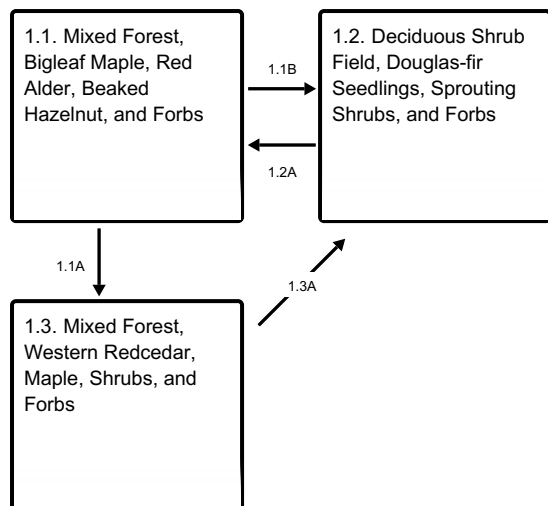 1.1. Mixed Forest,
Bigleaf Maple, Red
Alder, Beaked
Hazelnut, and Forbs
1.1B
1.2. Deciduous Shrub
Field, Douglas-fir
Seedlings, Sprouting
Shrubs, and Forbs
1.2A
1.1A
1.3A
1.3. Mixed Forest,
Western Redcedar,
Maple, Shrubs, and
Forbs